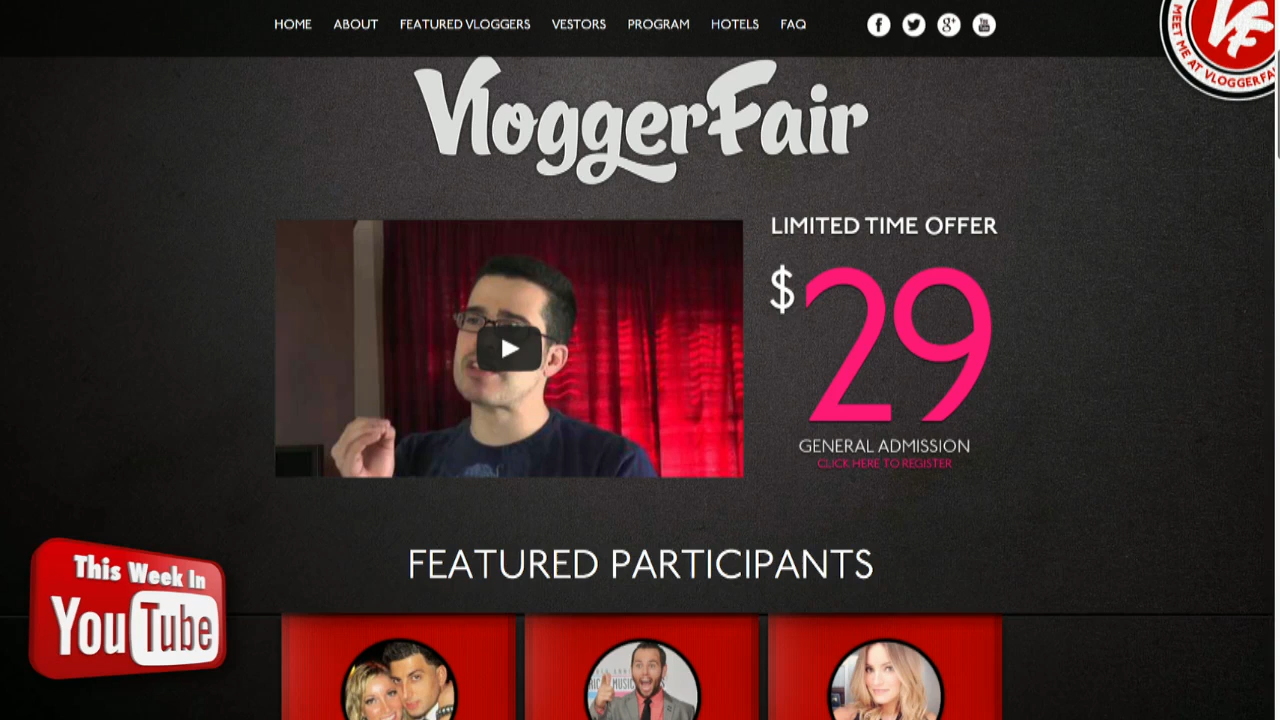 HOME ABOUT FEATURED VLOGGERS VESTORS PROGRAM HOTELS FAQ
MEET ME AT VLOGGERFA
VF
VloggerFair
LIMITED TIME OFFER
$29
GENERAL ADMISSION
CLICK HERE TO REGISTER
FEATURED PARTICIPANTS
This Week In
YouTube